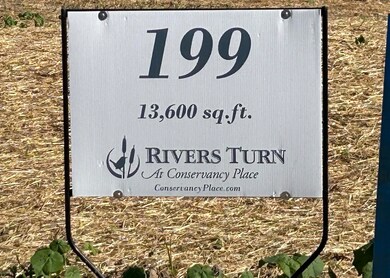 199
13,600 sq.ft.
RIVERS TURN
At Conservancy Place
ConservancyPlace.com